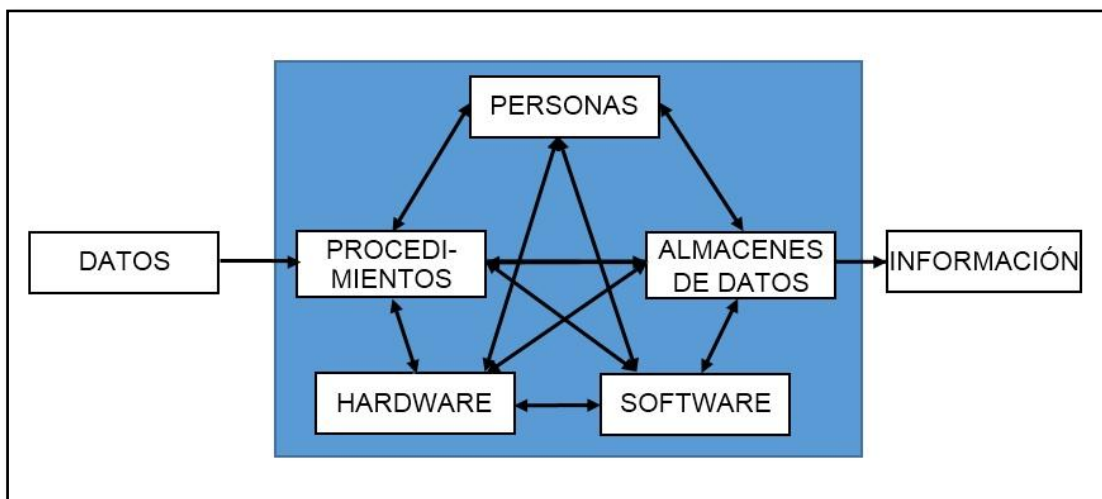 PERSONAS
DATOS
PROCEDI-
MIENTOS
ALMACENES
DE DATOS
INFORMACIÓN
HARDWARE
SOFTWARE